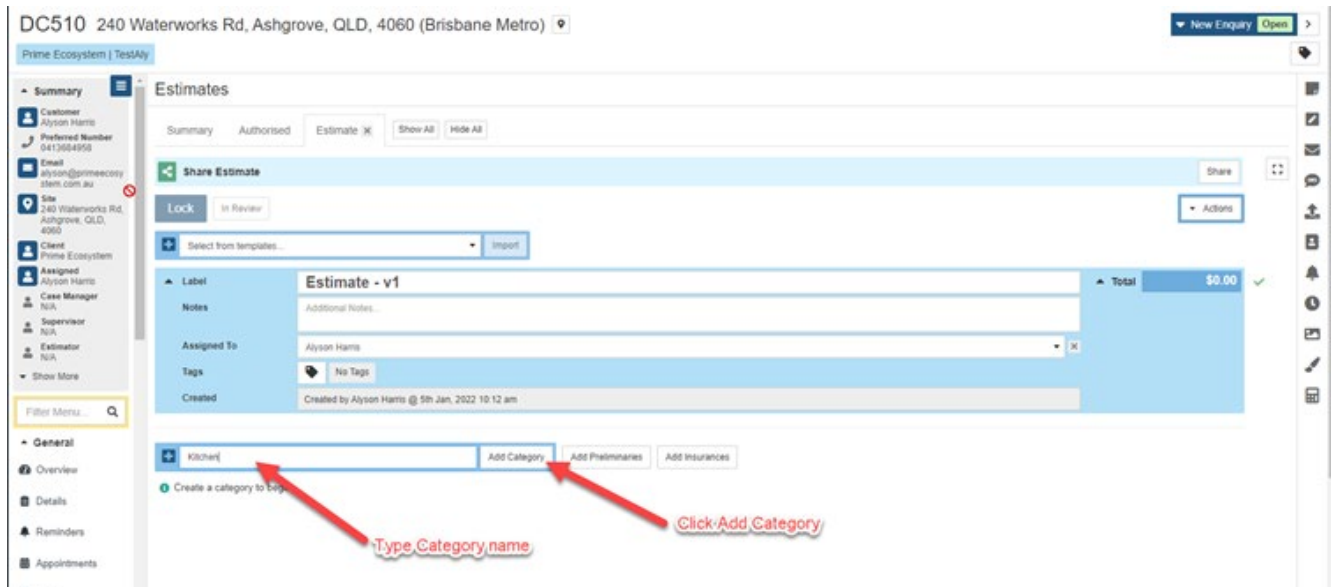 DC510 240 Waterworks Rd, Ashgrove, QLD, 4060 (Brisbane Metro)
New Enquiry Open
Prime Ecosystem | TestAly
Summary
Customer
Alyson Harris
Preferred Number
0413684958
Email
alyson@primeecosy
stem.com.au
Site
240 Waterworks Rd,
Ashgrove, QLD,
4060
Client
Prime Ecosystem
Assigned
Alyson Harris
Case Manager
N/A
Supervisor
N/A
Estimator
N/A
Show More
Filter Menu...
General
Overview
Details
Reminders
Appointments
Estimates
Summary Authorised Estimate Show All Hide All
Share Estimate Share
Lock In Review Actions
Select from templates... Import
Label Estimate - v1 Total $0.00
Notes Additional Notes...
Assigned To Alyson Harris
Tags No Tags
Created Created by Alyson Harris @ 5th Jan, 2022 10:12 am
Kitchen Add Category Add Preliminaries Add Insurances
Create a category to
Click Add Category
Type Category name